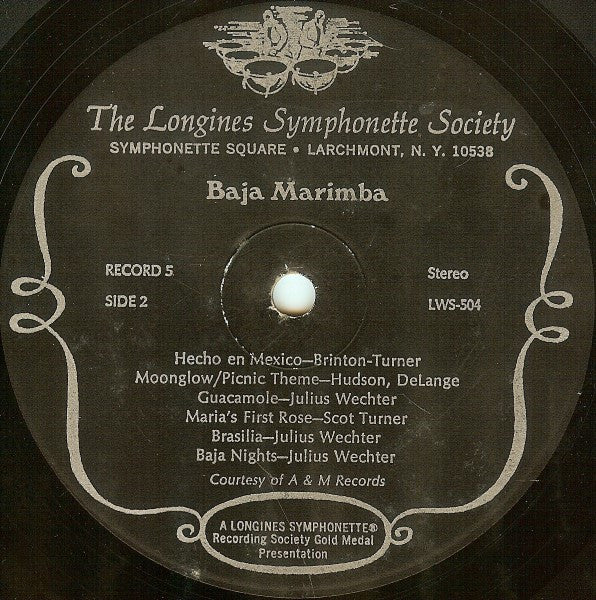 The Longines Symphonette Society
SYMPHONETTE SQUARE • LARCHMONT, N. Y. 10538
Baja Marimba
RECORD 5
SIDE 2
Stereo
LWS-504
Hecho en Mexico—Brinton-Turner
Moonglow/Picnic Theme—Hudson, DeLange
Guacamole—Julius Wechter
Maria's First Rose—Scot Turner
Brasilia—Julius Wechter
Baja Nights—Julius Wechter
Courtesy of A & M Records
A LONGINES SYMPHONETTE®
Recording Society Gold Medal
Presentation